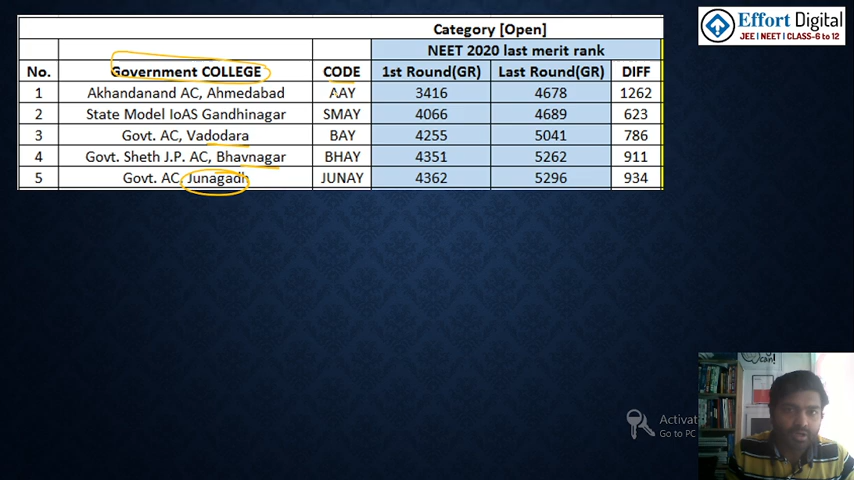 Effort Digital
JEE | NEET | CLASS-6 to 12
Category [Open]
NEET 2020 last merit rank
No. Government COLLEGE CODE 1st Round(GR) Last Round(GR) DIFF
1 Akhandanand AC, Ahmedabad AAY 3416 4678 1262
2 State Model IoAS Gandhinagar SMAY 4066 4689 623
3 Govt. AC, Vadodara BAY 4255 5041 786
4 Govt. Sheth J.P. AC, Bhavnagar BHAY 4351 5262 911
5 Govt. AC, Junagadh JUNAY 4362 5296 934
can!
Activat
Go to PC